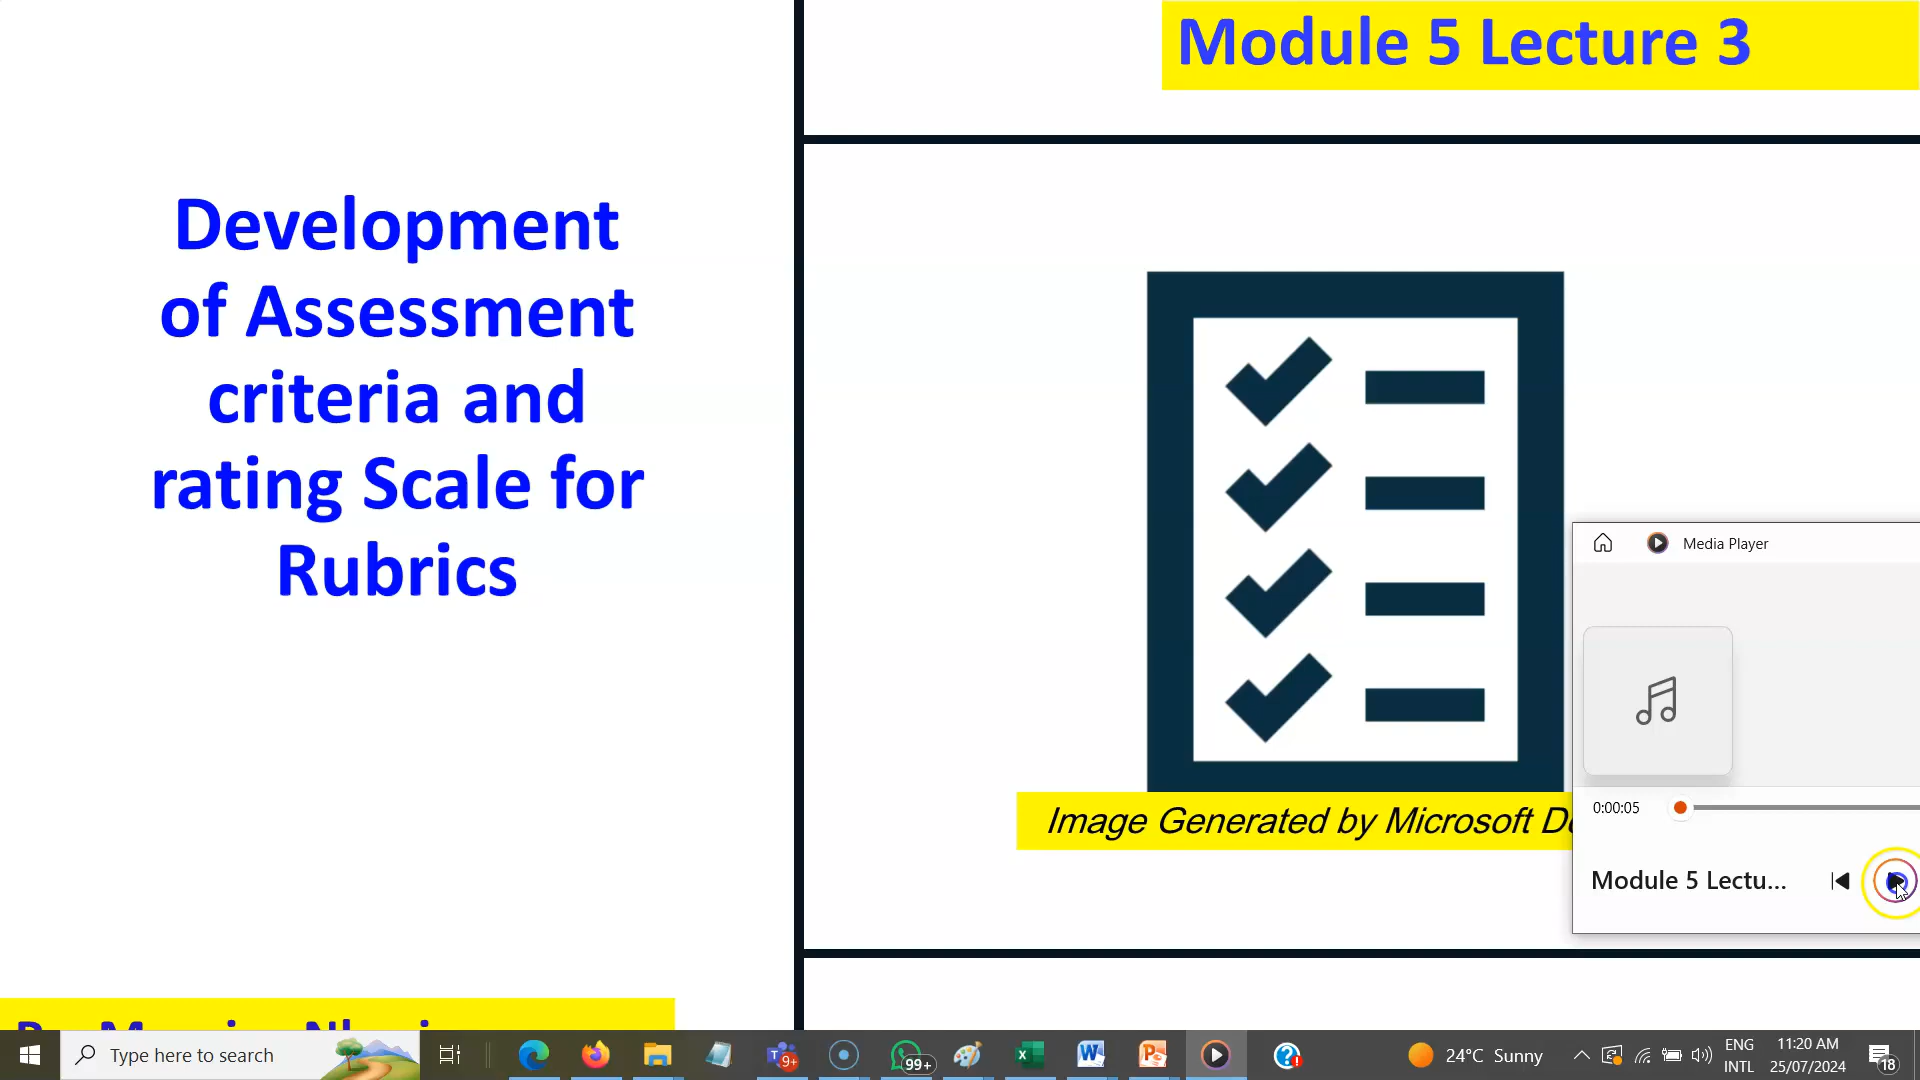 Module 5 Lecture 3
Development
of Assessment
criteria and
rating Scale for
Rubrics
Image Generated by Microsoft
Media Player
0:00:05
Module 5 Lectu...
Type here to search
9+
99+
24°C Sunny
ENG
INTL
11:20 AM
25/07/2024
18